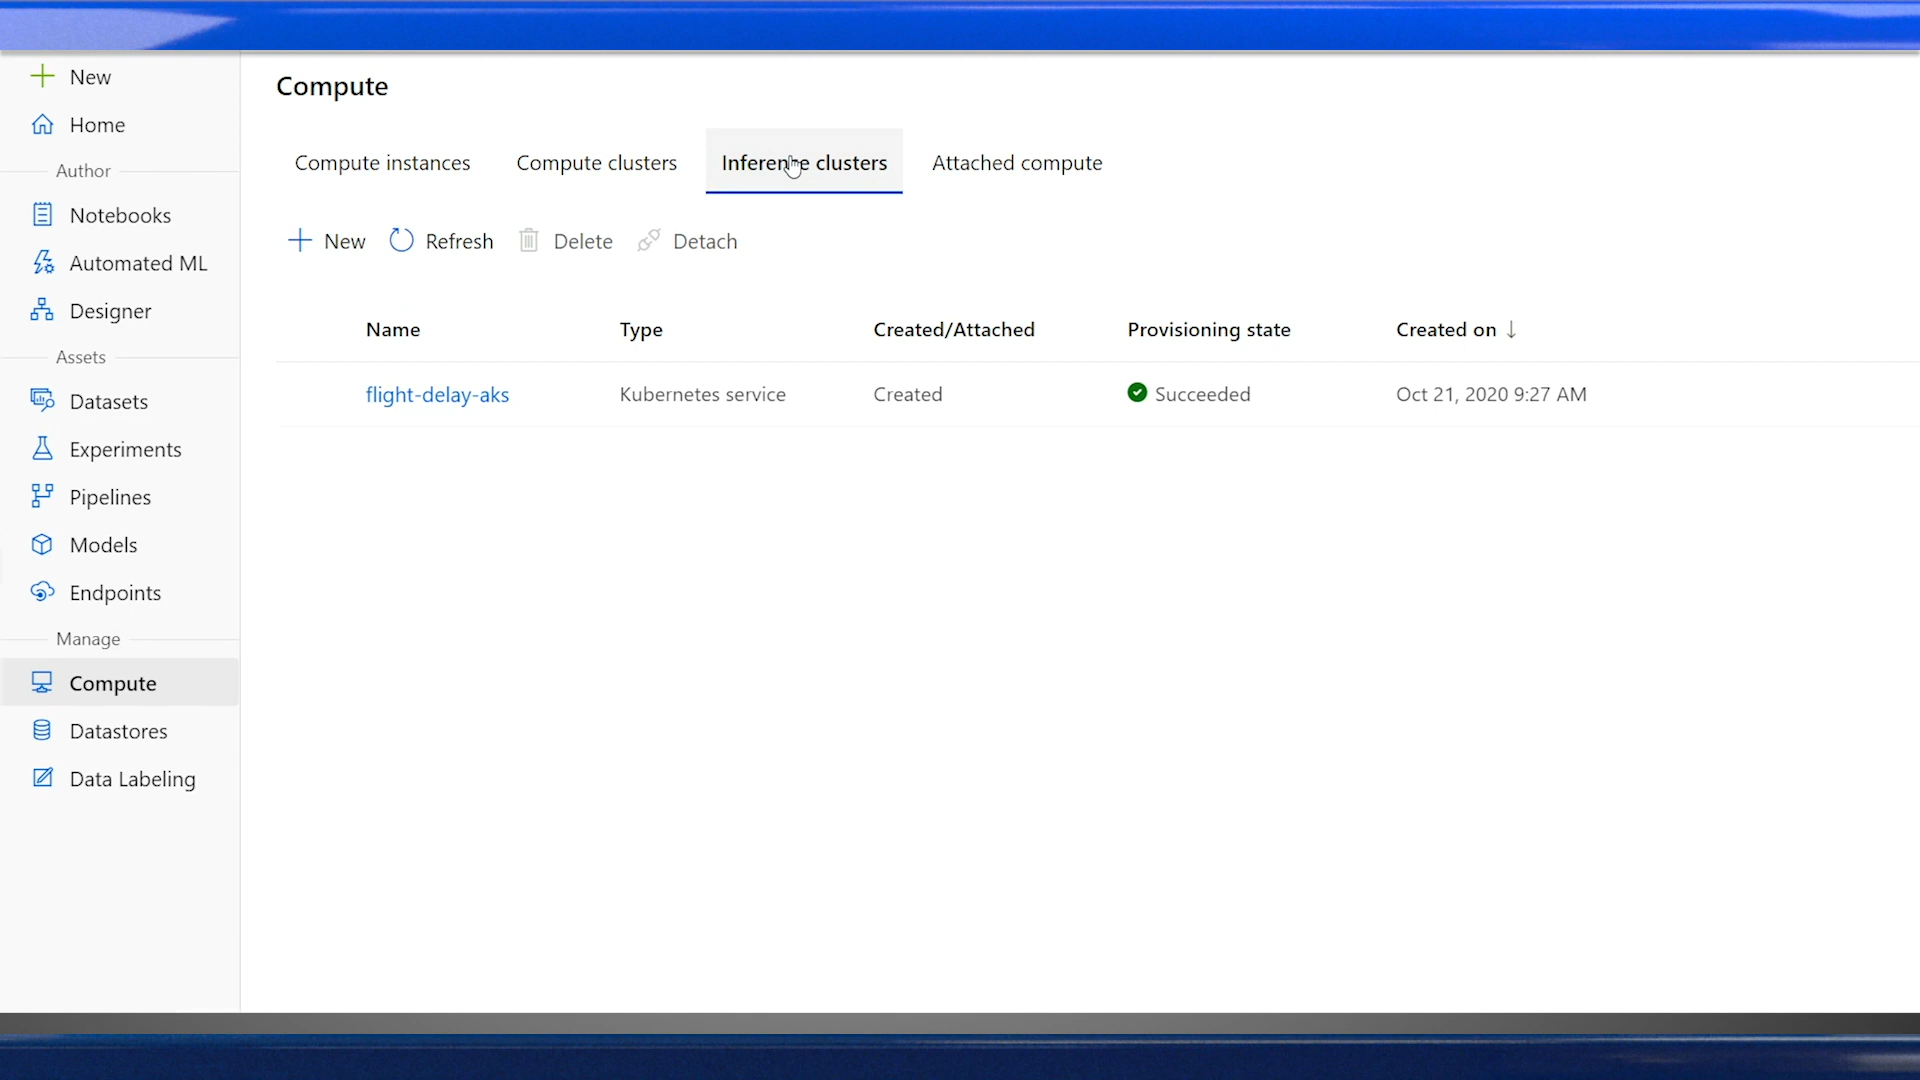 New
Home
Author
Notebooks
Automated ML
Designer
Assets
Datasets
Experiments
Pipelines
Models
Endpoints
Manage
Compute
Datastores
Data Labeling
Compute
Compute instances Compute clusters Inference clusters Attached compute
New Refresh Delete Detach
Name Type Created/Attached Provisioning state Created on ↓
flight-delay-aks Kubernetes service Created Succeeded Oct 21, 2020 9:27 AM